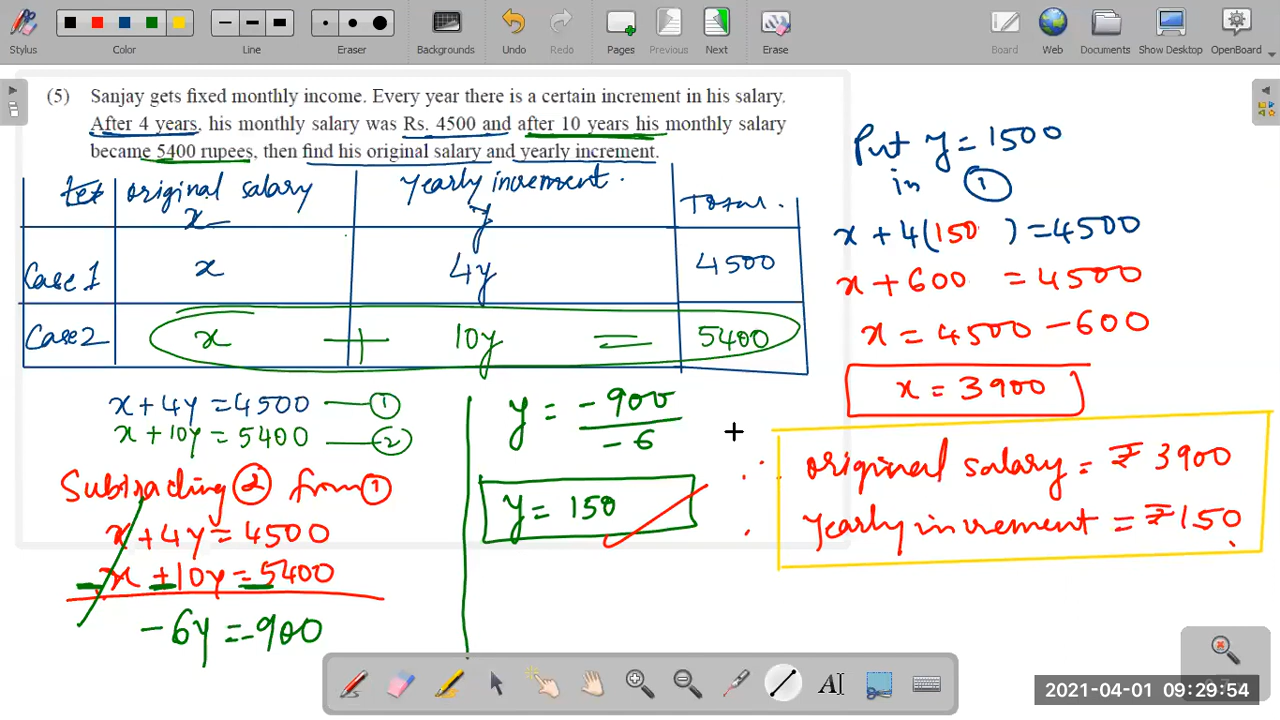 Stylus Color Line Eraser Backgrounds Undo Redo Pages Previous Next Erase Board Web Documents Show Desktop OpenBoard
(5) Sanjay gets fixed monthly income. Every year there is a certain increment in his salary.
After 4 years, his monthly salary was Rs. 4500 and after 10 years his monthly salary
became 5400 rupees, then find his original salary and yearly increment.
original salary yearly increment. Total.
x y
Case 1 x 4y 4500
Case 2 x + 10y = 5400
x + 4y = 4500 — ①
x + 10y = 5400 — ②
Subtrading ② from ①
x + 4y = 4500
- x + 10y = 5400
- 6y = -900
y = -900
- 6
y = 150
Put y = 1500
in ①
x + 4(150 ) = 4500
x + 600 = 4500
x = 4500 - 600
x = 3900
∴ original salary = ₹ 3900
yearly increment = ₹ 150
2021-04-01 09:29:54